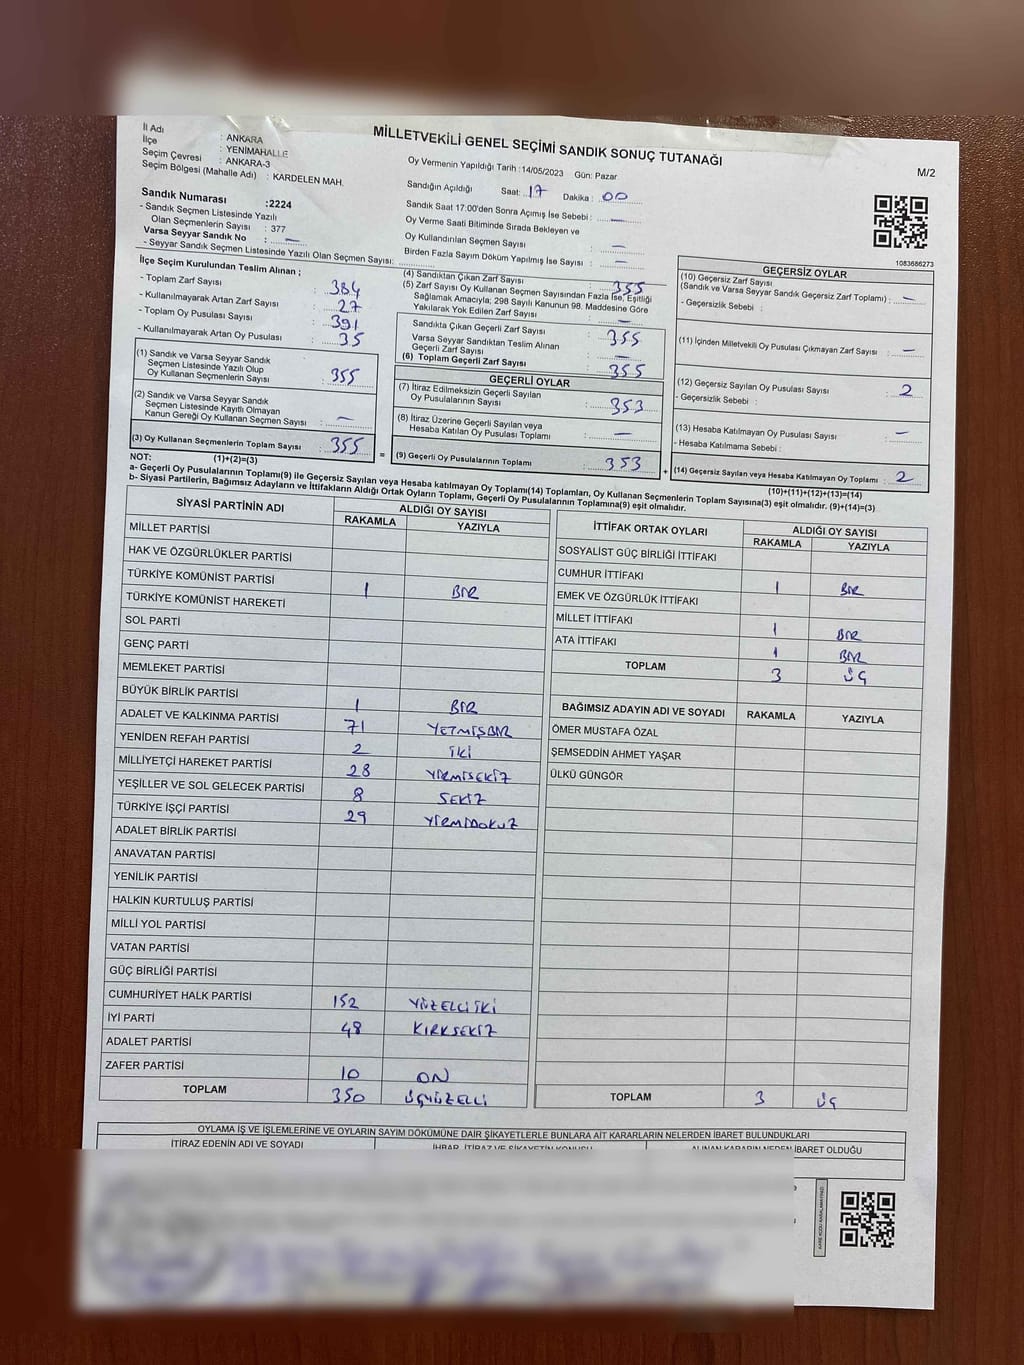 MİLLETVEKİLİ GENEL SEÇİMİ SANDIK SONUÇ TUTANAĞI
M/2
İl Adı : ANKARA
İlçe : YENİMAHALLE
Seçim Çevresi : ANKARA-3
Seçim Bölgesi (Mahalle Adı) : KARDELEN MAH.
Sandık Numarası :2224
- Sandık Seçmen Listesinde Yazılı
Olan Seçmenlerin Sayısı : 377
Varsa Seyyar Sandık No : —
- Seyyar Sandık Seçmen Listesinde Yazılı Olan Seçmen Sayısı:
Oy Vermenin Yapıldığı Tarih :14/05/2023 Gün: Pazar
Sandığın Açıldığı Saat: 17 Dakika : 00
Sandık Saat 17:00'den Sonra Açımış İse Sebebi : —
Oy Verme Saati Bitiminde Sırada Bekleyen ve
Oy Kullandırılan Seçmen Sayısı : —
Birden Fazla Sayım Döküm Yapılmış İse Sayısı : —
1083686273
İlçe Seçim Kurulundan Teslim Alınan ;
- Toplam Zarf Sayısı : 384
- Kullanılmayarak Artan Zarf Sayısı : 27
- Toplam Oy Pusulası Sayısı : 391
- Kullanılmayarak Artan Oy Pusulası : 35
(1) Sandık ve Varsa Seyyar Sandık
Seçmen Listesinde Yazılı Olup
Oy Kullanan Seçmenlerin Sayısı : 355
(2) Sandık ve Varsa Seyyar Sandık
Seçmen Listesinde Kayıtlı Olmayan
Kanun Gereği Oy Kullanan Seçmen Sayısı : —
(3) Oy Kullanan Seçmenlerin Toplam Sayısı : 355
(4) Sandıktan Çıkan Zarf Sayısı : 355
(5) Zarf Sayısı Oy Kullanan Seçmen Sayısından Fazla İse, Eşitliği
Sağlamak Amacıyla; 298 Sayılı Kanunun 98. Maddesine Göre
Yakılarak Yok Edilen Zarf Sayısı : —
Sandıkta Çıkan Geçerli Zarf Sayısı : 355
Varsa Seyyar Sandıktan Teslim Alınan
Geçerli Zarf Sayısı : —
(6) Toplam Geçerli Zarf Sayısı : 355
GEÇERLİ OYLAR
(7) İtiraz Edilmeksizin Geçerli Sayılan
Oy Pusulalarının Sayısı : 353
(8) İtiraz Üzerine Geçerli Sayılan veya
Hesaba Katılan Oy Pusulası Toplamı : —
= (9) Geçerli Oy Pusulalarının Toplamı : 353 +
GEÇERSİZ OYLAR
(10) Geçersiz Zarf Sayısı
(Sandık ve Varsa Seyyar Sandık Geçersiz Zarf Toplamı) : —
- Geçersizlik Sebebi :
(11) İçinden Milletvekili Oy Pusulası Çıkmayan Zarf Sayısı : —
(12) Geçersiz Sayılan Oy Pusulası Sayısı : 2
- Geçersizlik Sebebi :
(13) Hesaba Katılmayan Oy Pusulası Sayısı : —
- Hesaba Katılmama Sebebi :
(14) Geçersiz Sayılan veya Hesaba Katılmayan Oy Toplamı : 2
NOT: (1)+(2)=(3)
(10)+(11)+(12)+(13)=(14)
a- Geçerli Oy Pusulalarının Toplamı(9) ile Geçersiz Sayılan veya Hesaba katılmayan Oy Toplamı(14) Toplamları, Oy Kullanan Seçmenlerin Toplam Sayısına(3) eşit olmalıdır. (9)+(14)=(3)
b- Siyasi Partilerin, Bağımsız Adayların ve İttifakların Aldığı Ortak Oyların Toplamı, Geçerli Oy Pusulalarının Toplamına(9) eşit olmalıdır.
SİYASİ PARTİNİN ADI ALDIĞI OY SAYISI
RAKAMLA YAZIYLA
MİLLET PARTİSİ
HAK VE ÖZGÜRLÜKLER PARTİSİ
TÜRKİYE KOMÜNİST PARTİSİ 1 BİR
TÜRKİYE KOMÜNİST HAREKETİ
SOL PARTİ
GENÇ PARTİ
MEMLEKET PARTİSİ
BÜYÜK BİRLİK PARTİSİ 1 BİR
ADALET VE KALKINMA PARTİSİ 71 YETMİŞBİR
YENİDEN REFAH PARTİSİ 2 İKİ
MİLLİYETÇİ HAREKET PARTİSİ 28 YİRMİSEKİZ
YEŞİLLER VE SOL GELECEK PARTİSİ 8 SEKİZ
TÜRKİYE İŞÇİ PARTİSİ 29 YİRMİDOKUZ
ADALET BİRLİK PARTİSİ
ANAVATAN PARTİSİ
YENİLİK PARTİSİ
HALKIN KURTULUŞ PARTİSİ
MİLLİ YOL PARTİSİ
VATAN PARTİSİ
GÜÇ BİRLİĞİ PARTİSİ
CUMHURİYET HALK PARTİSİ 152 YÜZELLİİKİ
İYİ PARTİ 48 KIRKSEKİZ
ADALET PARTİSİ
ZAFER PARTİSİ 10 ON
TOPLAM 350 ÜÇYÜZELLİ
İTTİFAK ORTAK OYLARI ALDIĞI OY SAYISI
RAKAMLA YAZIYLA
SOSYALİST GÜÇ BİRLİĞİ İTTİFAKI
CUMHUR İTTİFAKI 1 BİR
EMEK VE ÖZGÜRLÜK İTTİFAKI
MİLLET İTTİFAKI 1 BİR
ATA İTTİFAKI 1 BİR
TOPLAM 3 ÜÇ
BAĞIMSIZ ADAYIN ADI VE SOYADI RAKAMLA YAZIYLA
ÖMER MUSTAFA ÖZAL
ŞEMSEDDİN AHMET YAŞAR
ÜLKÜ GÜNGÖR
TOPLAM 3 ÜÇ
OYLAMA İŞ VE İŞLEMLERİNE VE OYLARIN SAYIM DÖKÜMÜNE DAİR ŞİKAYETLERLE BUNLARA AİT KARARLARIN NELERDEN İBARET BULUNDUKLARI
İTİRAZ EDENİN ADI VE SOYADI İHBAR, İTİRAZ VE ŞİKAYETİN KONUSU ALINAN KARARIN NEDEN İBARET OLDUĞU